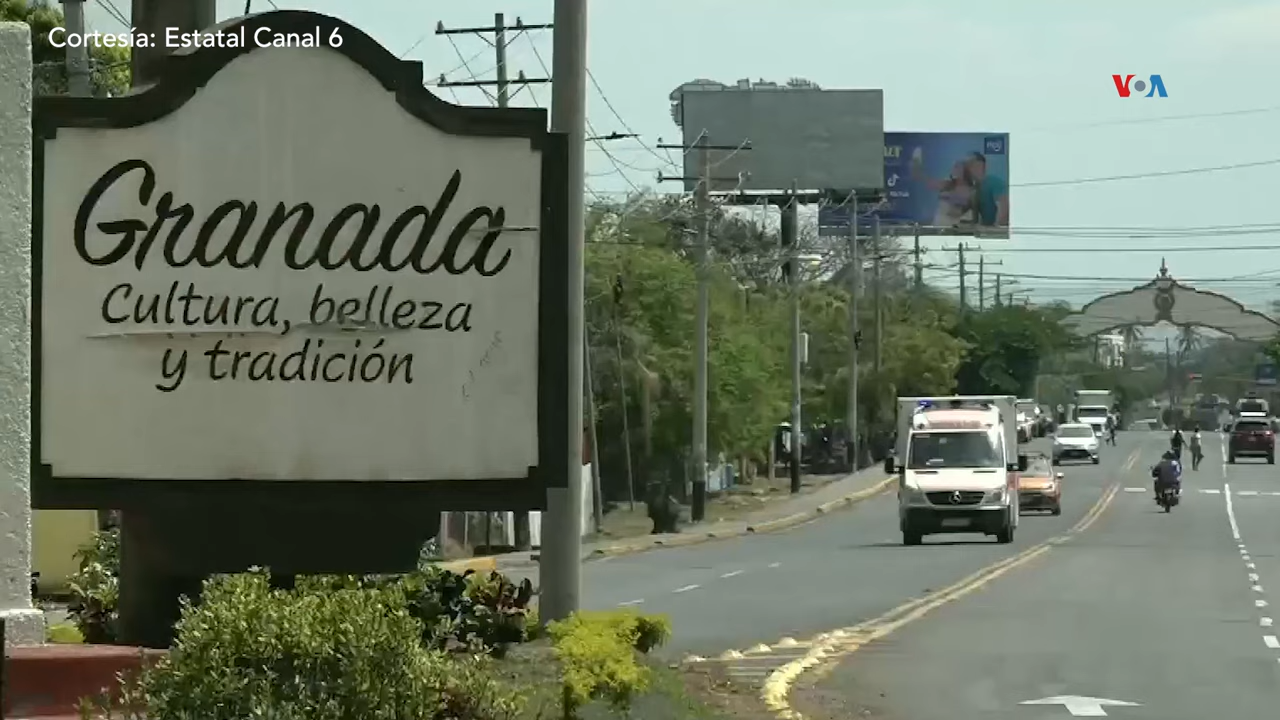 Cortesía: Estatal Canal 6
VOA
Granada
Cultura, belleza
y tradición